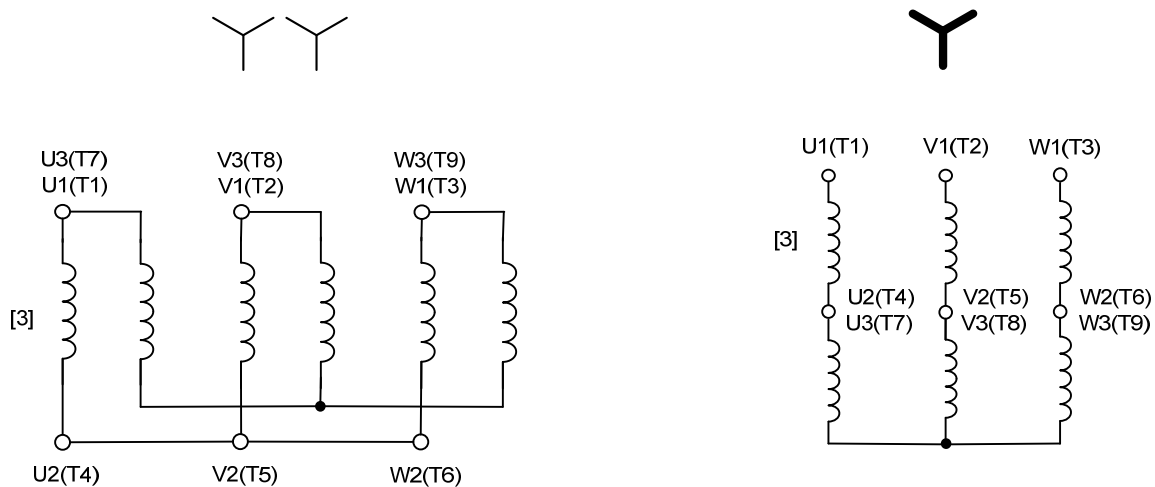 U3(T7)
U1(T1)
V3(T8)
V1(T2)
W3(T9)
W1(T3)
[3]
U2(T4)
V2(T5)
W2(T6)
U1(T1)
V1(T2)
W1(T3)
[3]
U2(T4)
U3(T7)
V2(T5)
V3(T8)
W2(T6)
W3(T9)